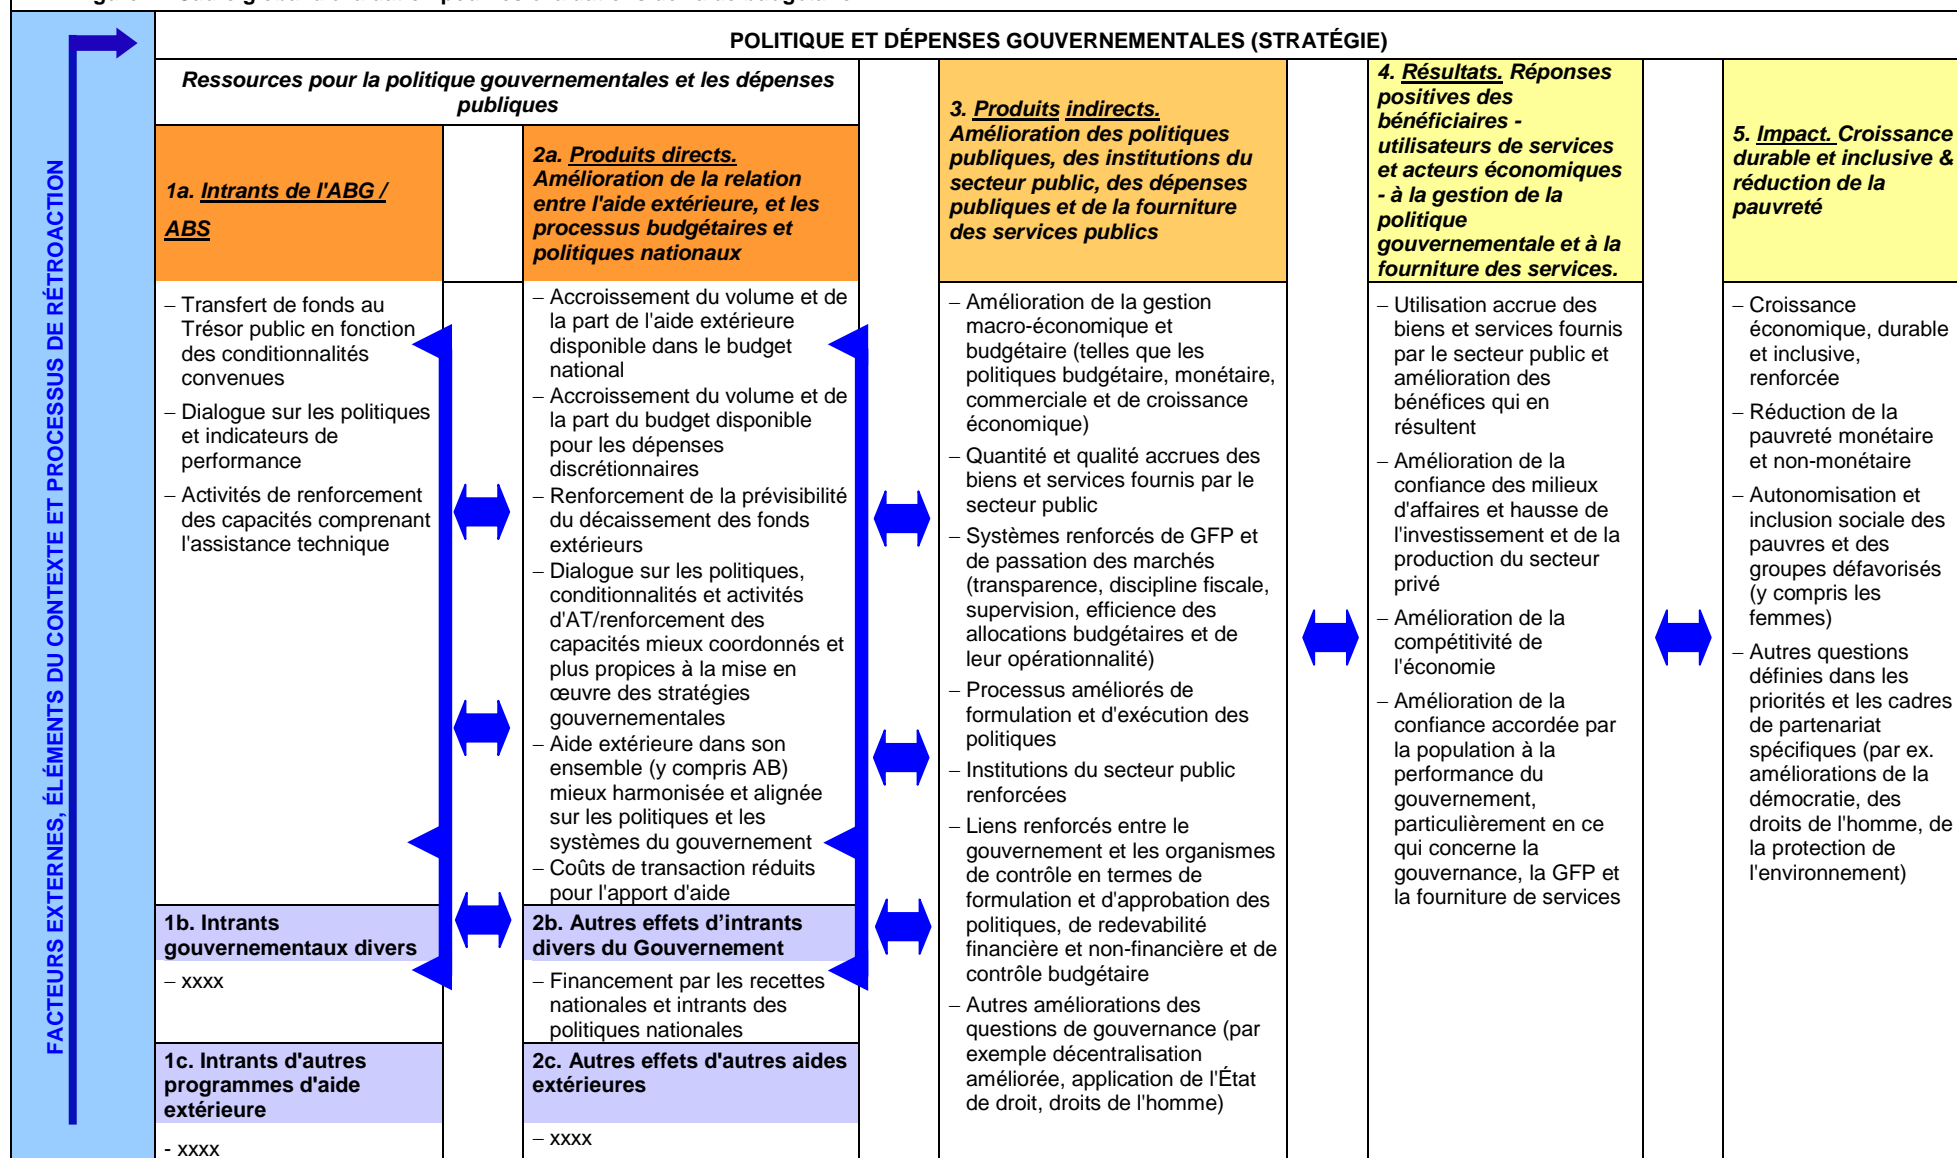 POLITIQUE ET DÉPENSES GOUVERNEMENTALES (STRATÉGIE)
FACTEURS EXTERNES, ÉLÉMENTS DU CONTEXTE ET PROCESSUS DE RÉTROACTION
Ressources pour la politique gouvernementales et les dépenses
publiques
1a. Intrants de l'ABG /
ABS
– Transfert de fonds au
Trésor public en fonction
des conditionnalités
convenues
– Dialogue sur les politiques
et indicateurs de
performance
– Activités de renforcement
des capacités comprenant
l'assistance technique
1b. Intrants
gouvernementaux divers
– xxxx
1c. Intrants d'autres
programmes d'aide
extérieure
- xxxx
2a. Produits directs.
Amélioration de la relation
entre l'aide extérieure, et les
processus budgétaires et
politiques nationaux
– Accroissement du volume et de
la part de l'aide extérieure
disponible dans le budget
national
– Accroissement du volume et de
la part du budget disponible
pour les dépenses
discrétionnaires
– Renforcement de la prévisibilité
du décaissement des fonds
extérieurs
– Dialogue sur les politiques,
conditionnalités et activités
d'AT/renforcement des
capacités mieux coordonnés et
plus propices à la mise en
œuvre des stratégies
gouvernementales
– Aide extérieure dans son
ensemble (y compris AB)
mieux harmonisée et alignée
sur les politiques et les
systèmes du gouvernement
– Coûts de transaction réduits
pour l'apport d'aide
2b. Autres effets d’intrants
divers du Gouvernement
– Financement par les recettes
nationales et intrants des
politiques nationales
2c. Autres effets d'autres aides
extérieures
– xxxx
3. Produits indirects.
Amélioration des politiques
publiques, des institutions du
secteur public, des dépenses
publiques et de la fourniture
des services publics
– Amélioration de la gestion
macro-économique et
budgétaire (telles que les
politiques budgétaire, monétaire,
commerciale et de croissance
économique)
– Quantité et qualité accrues des
biens et services fournis par le
secteur public
– Systèmes renforcés de GFP et
de passation des marchés
(transparence, discipline fiscale,
supervision, efficience des
allocations budgétaires et de
leur opérationnalité)
– Processus améliorés de
formulation et d'exécution des
politiques
– Institutions du secteur public
renforcées
– Liens renforcés entre le
gouvernement et les organismes
de contrôle en termes de
formulation et d'approbation des
politiques, de redevabilité
financière et non-financière et de
contrôle budgétaire
– Autres améliorations des
questions de gouvernance (par
exemple décentralisation
améliorée, application de l'État
de droit, droits de l'homme)
4. Résultats. Réponses
positives des
bénéficiaires -
utilisateurs de services
et acteurs économiques
- à la gestion de la
politique
gouvernementale et à la
fourniture des services.
– Utilisation accrue des
biens et services fournis
par le secteur public et
amélioration des
bénéfices qui en
résultent
– Amélioration de la
confiance des milieux
d'affaires et hausse de
l'investissement et de la
production du secteur
privé
– Amélioration de la
compétitivité de
l'économie
– Amélioration de la
confiance accordée par
la population à la
performance du
gouvernement,
particulièrement en ce
qui concerne la
gouvernance, la GFP et
la fourniture de services
5. Impact. Croissance
durable et inclusive &
réduction de la
pauvreté
– Croissance
économique, durable
et inclusive,
renforcée
– Réduction de la
pauvreté monétaire
et non-monétaire
– Autonomisation et
inclusion sociale des
pauvres et des
groupes défavorisés
(y compris les
femmes)
– Autres questions
définies dans les
priorités et les cadres
de partenariat
spécifiques (par ex.
améliorations de la
démocratie, des
droits de l'homme, de
la protection de
l'environnement)